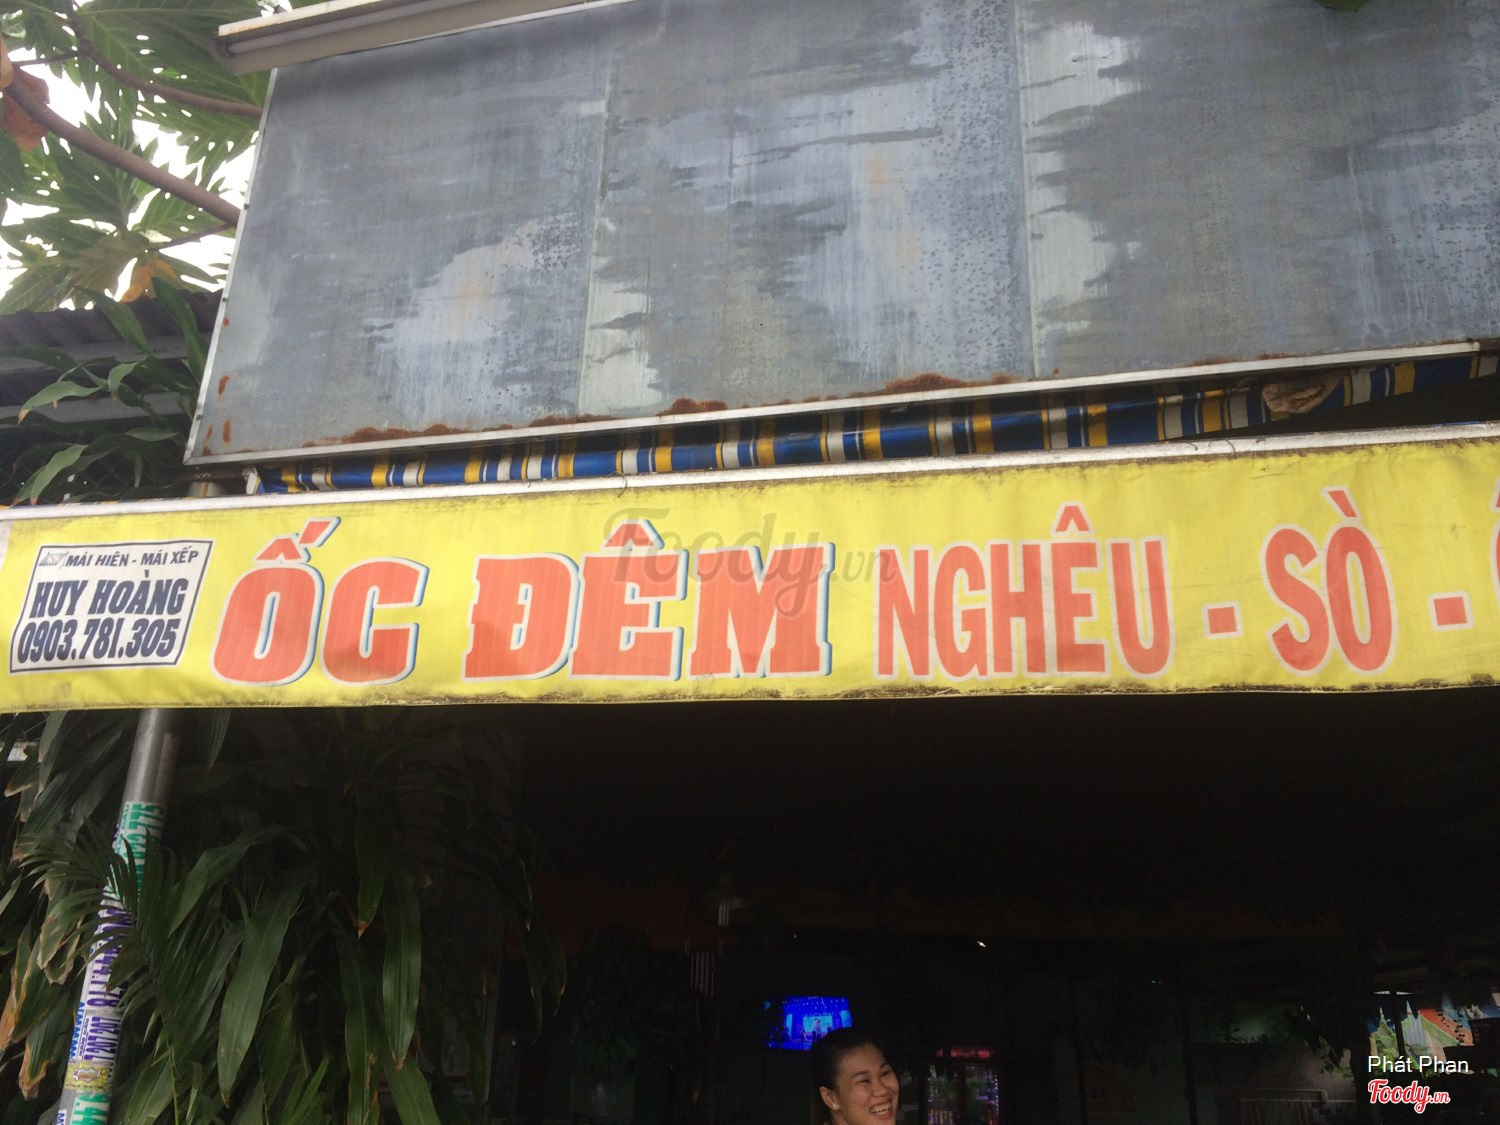 MÁI HIÊN - MÁI XẾP
HUY HOÀNG
0903.781.305
ỐC ĐÊM NGHÊU - SÒ -
Foody.vn
Phát Phan
Foody.vn